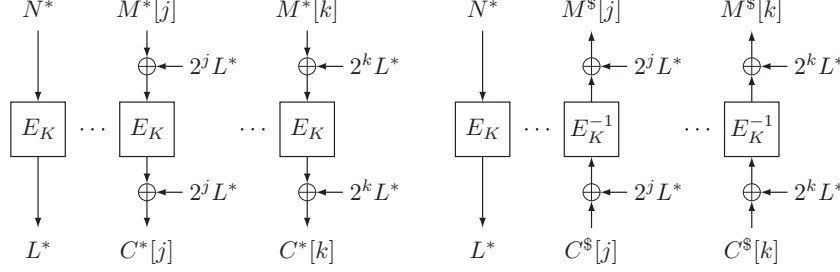 N* M*[j] M*[k] N* M$[j] M$[k]
2^j L* 2^k L* 2^j L* 2^k L*
E_K ... E_K ... E_K E_K ... E_K^{-1} ... E_K^{-1}
2^j L* 2^k L* 2^j L* 2^k L*
L* C*[j] C*[k] L* C$[j] C$[k]